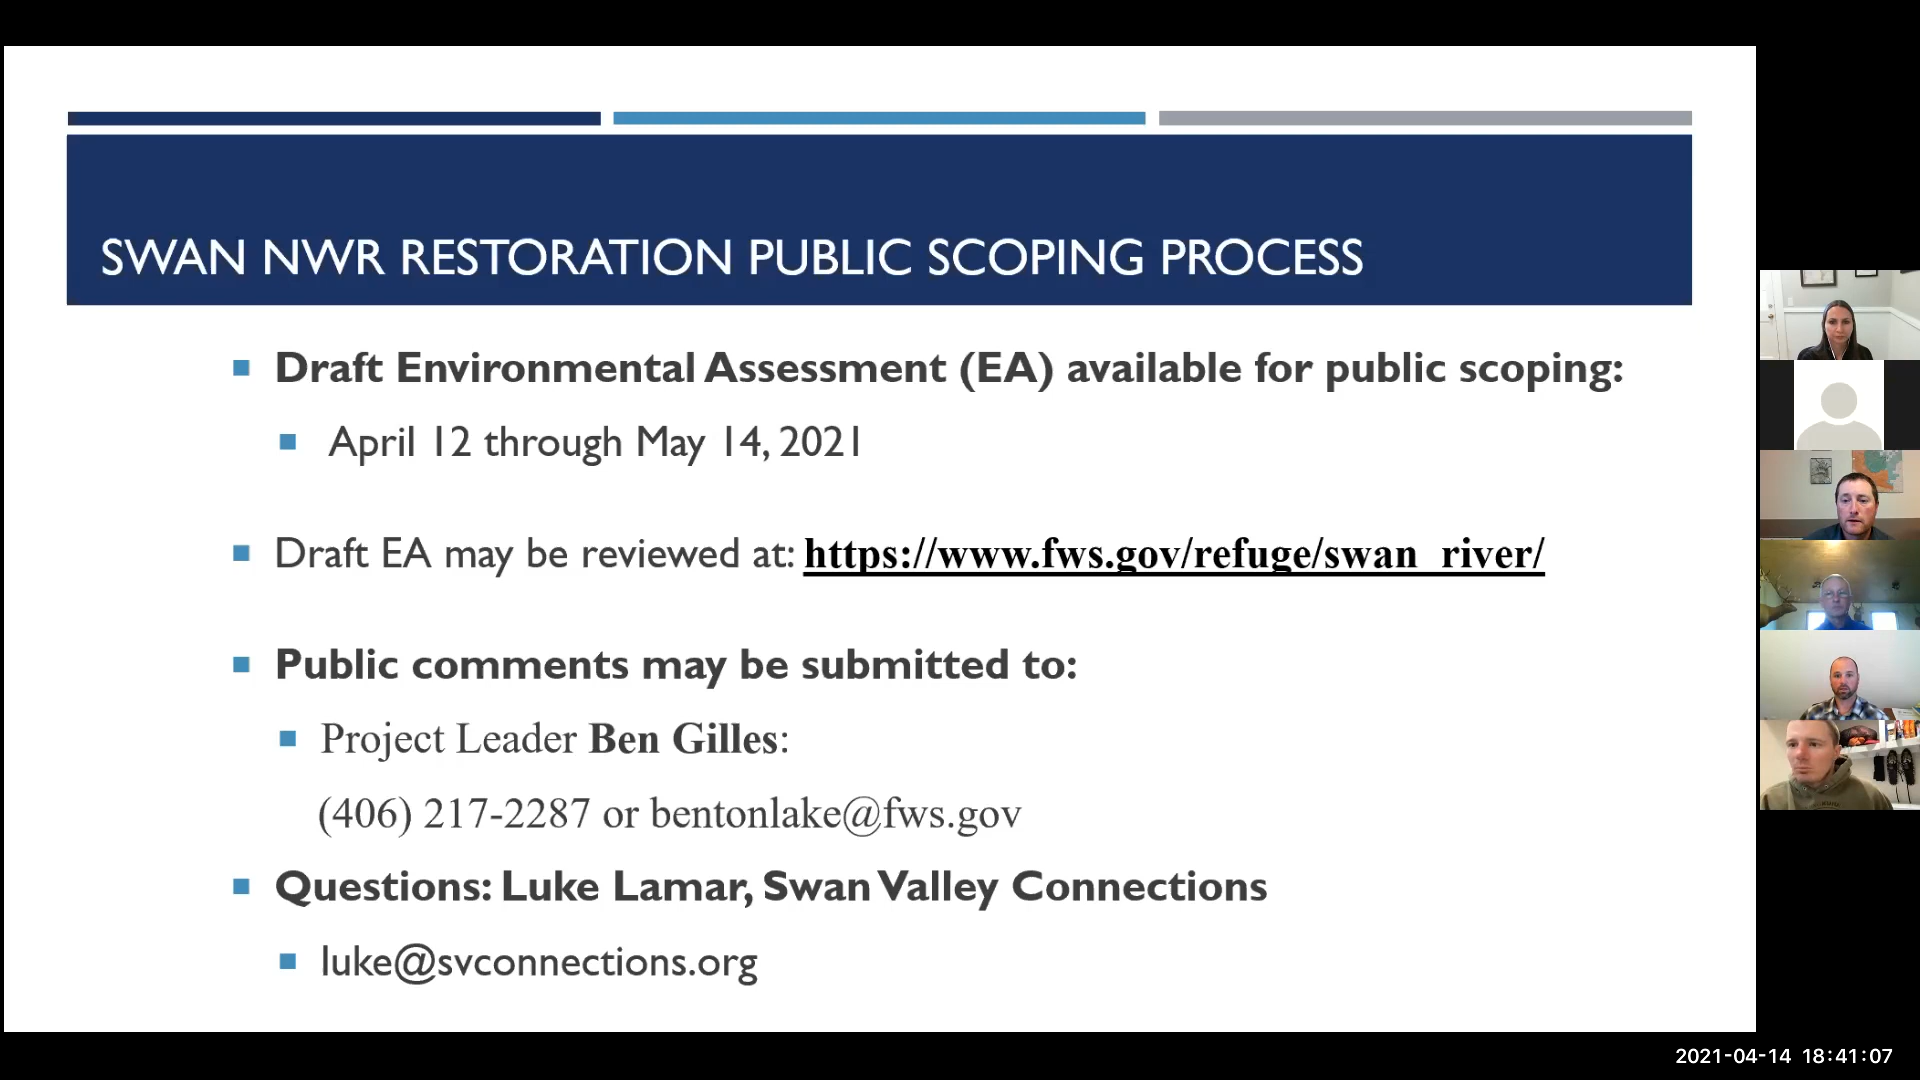 SWAN NWR RESTORATION PUBLIC SCOPING PROCESS
Draft Environmental Assessment (EA) available for public scoping:
April 12 through May 14, 2021
Draft EA may be reviewed at: https://www.fws.gov/refuge/swan_river/
Public comments may be submitted to:
Project Leader Ben Gilles:
(406) 217-2287 or bentonlake@fws.gov
Questions: Luke Lamar, Swan Valley Connections
luke@svconnections.org
2021-04-14 18:41:07